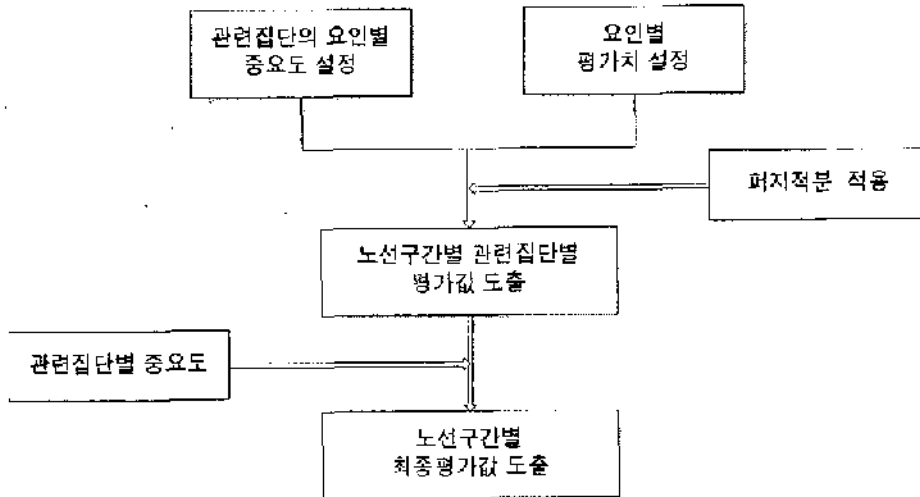 관련집단의 요인별
중요도 설정
요인별
평가치 설정
퍼지적분 적용
노선구간별 관련집단별
평가값 도출
관련집단별 중요도
노선구간별
최종평가값 도출